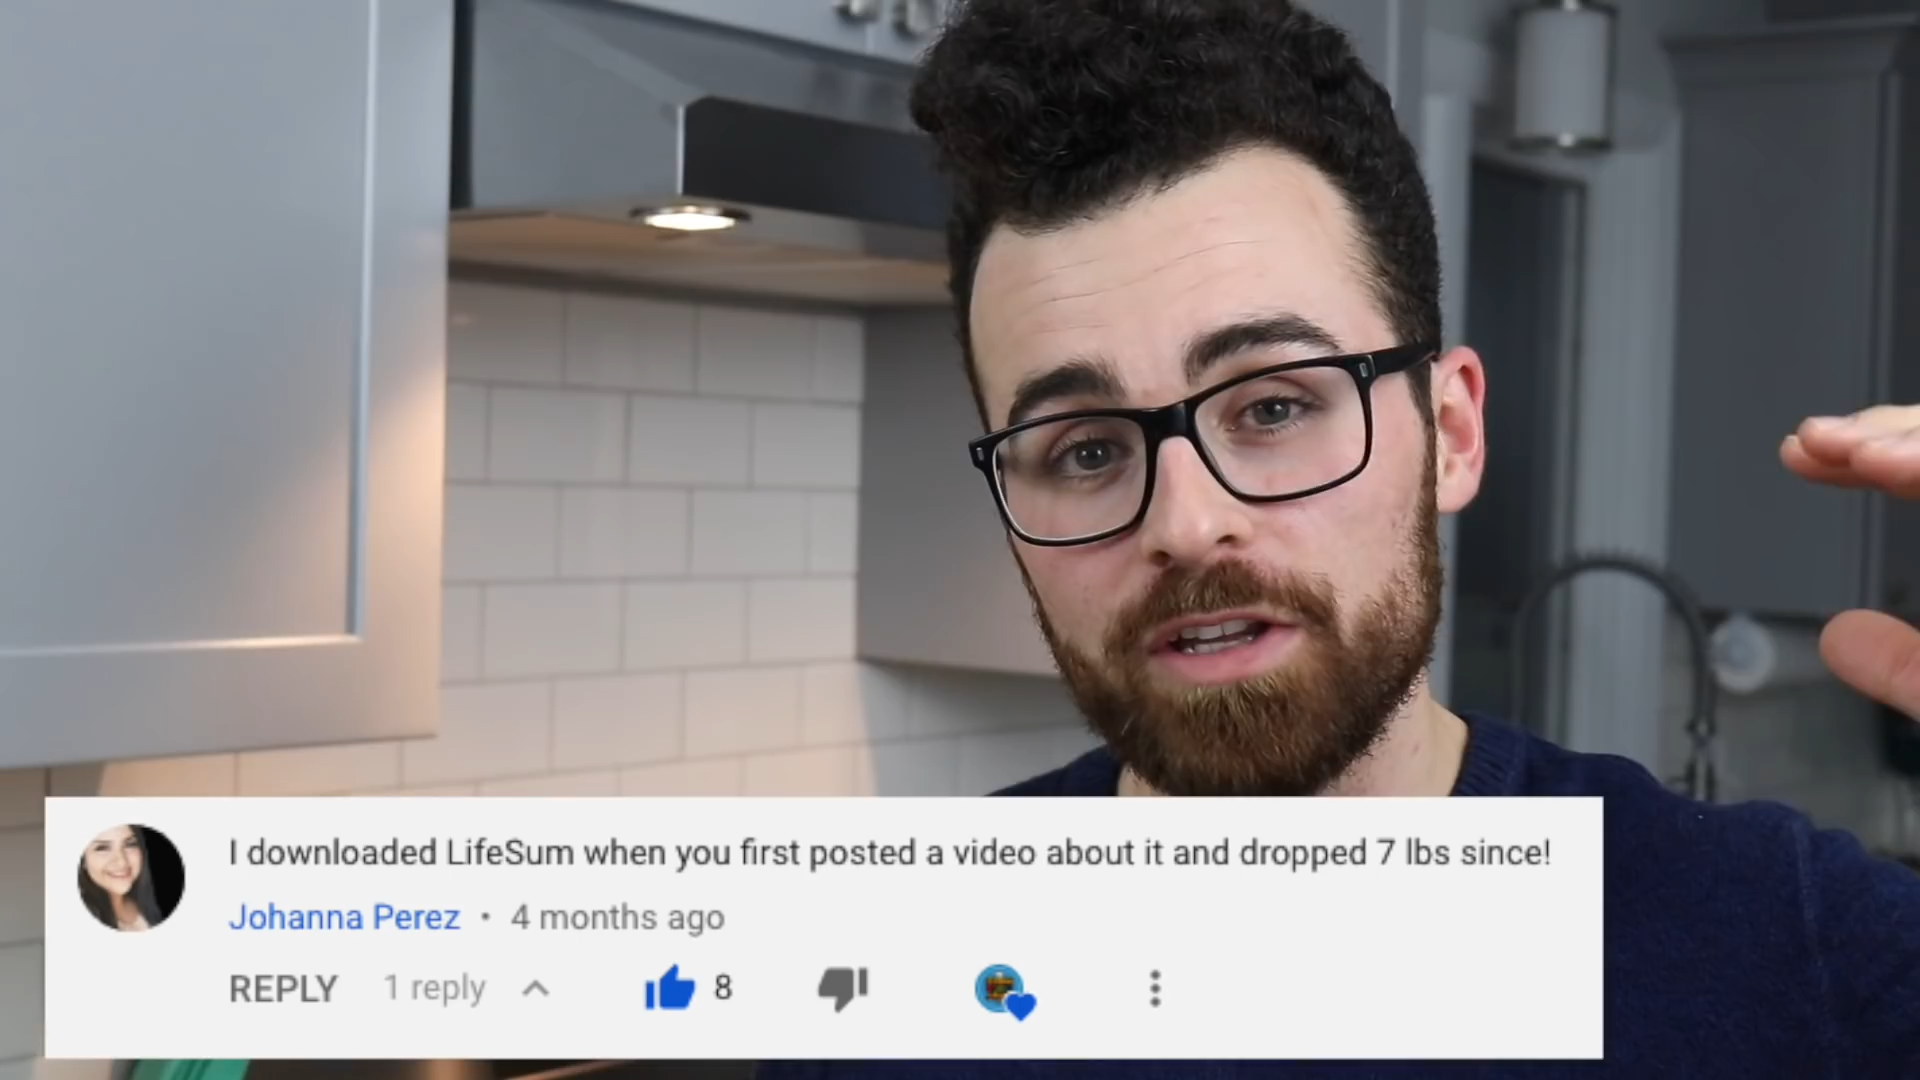 I downloaded LifeSum when you first posted a video about it and dropped 7 lbs since!
Johanna Perez • 4 months ago
REPLY 1 reply 8